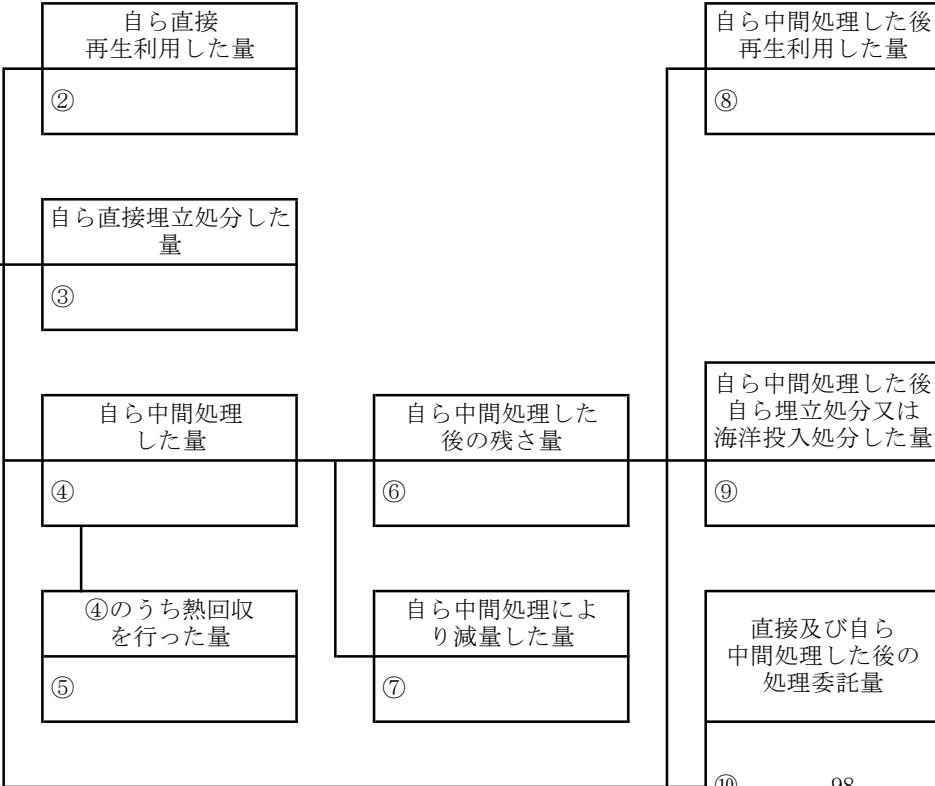 自ら直接
再生利用した量
②
自ら中間処理した後
再生利用した量
⑧
自ら直接埋立処分した
量
③
自ら中間処理
した量
④
自ら中間処理した
後の残さ量
⑥
自ら中間処理した後
自ら埋立処分又は
海洋投入処分した量
⑨
④のうち熱回収
を行った量
⑤
自ら中間処理によ
り減量した量
⑦
直接及び自ら
中間処理した後の
処理委託量
⑩ 98